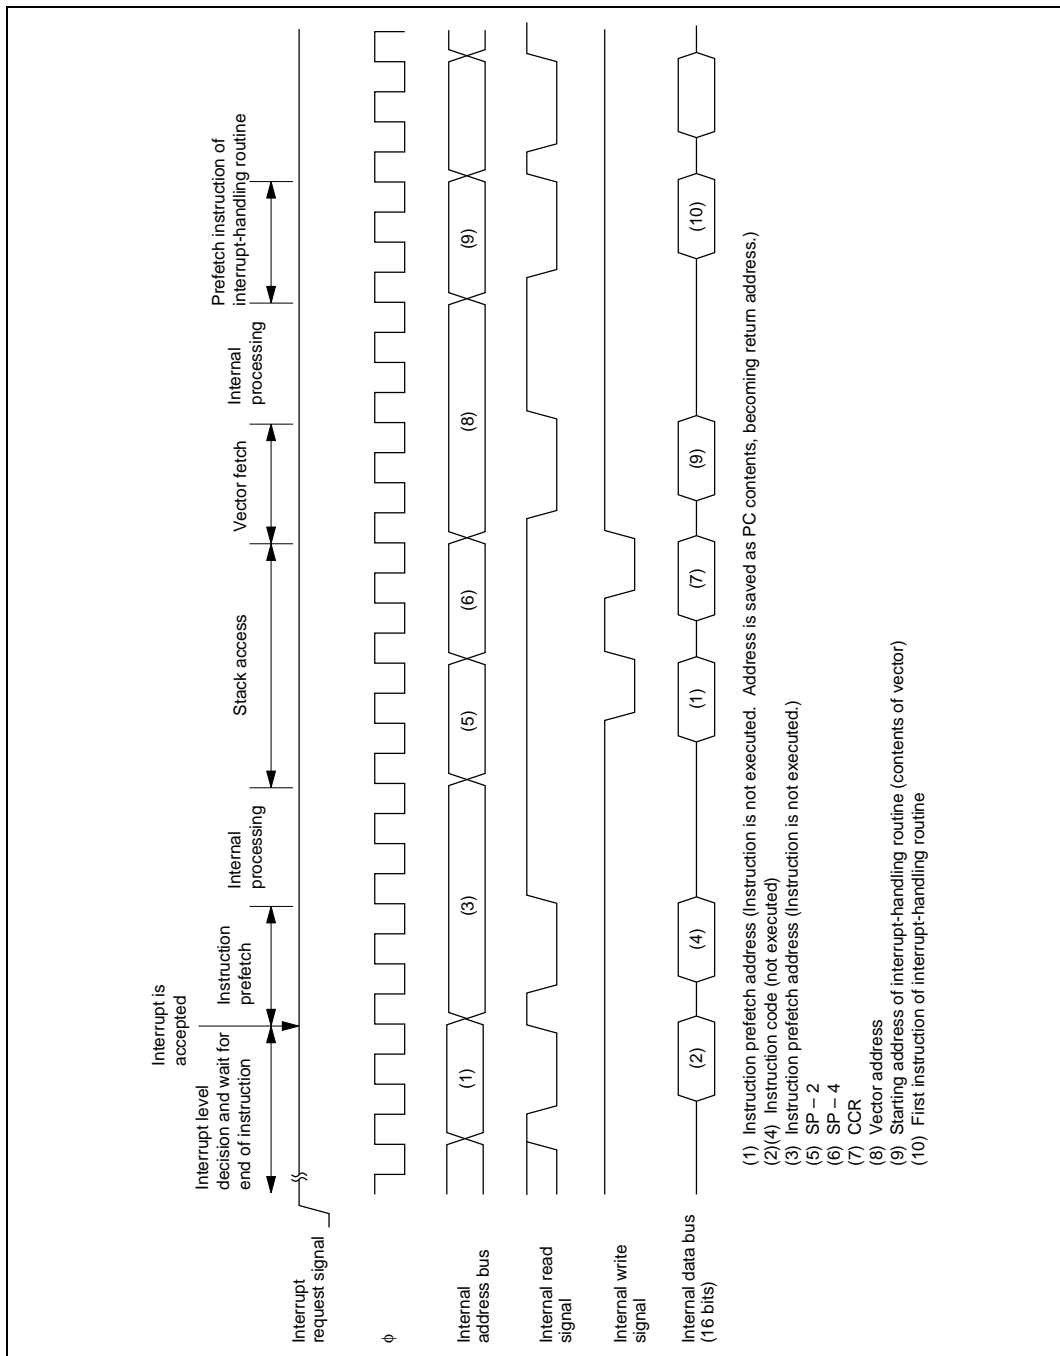 Interrupt is
accepted
Interrupt level
decision and wait for
end of instruction
Instruction
prefetch
Internal
processing
Stack access
Vector fetch
Internal
processing
Prefetch instruction of
interrupt-handling routine
Interrupt
request signal
φ
Internal
address bus
(1)
(3)
(5)
(6)
(8)
(9)
Internal read
signal
Internal write
signal
Internal data bus
(16 bits)
(2)
(4)
(1)
(7)
(9)
(10)
(1) Instruction prefetch address (Instruction is not executed. Address is saved as PC contents, becoming return address.)
(2)(4) Instruction code (not executed)
(3) Instruction prefetch address (Instruction is not executed.)
(5) SP – 2
(6) SP – 4
(7) CCR
(8) Vector address
(9) Starting address of interrupt-handling routine (contents of vector)
(10) First instruction of interrupt-handling routine